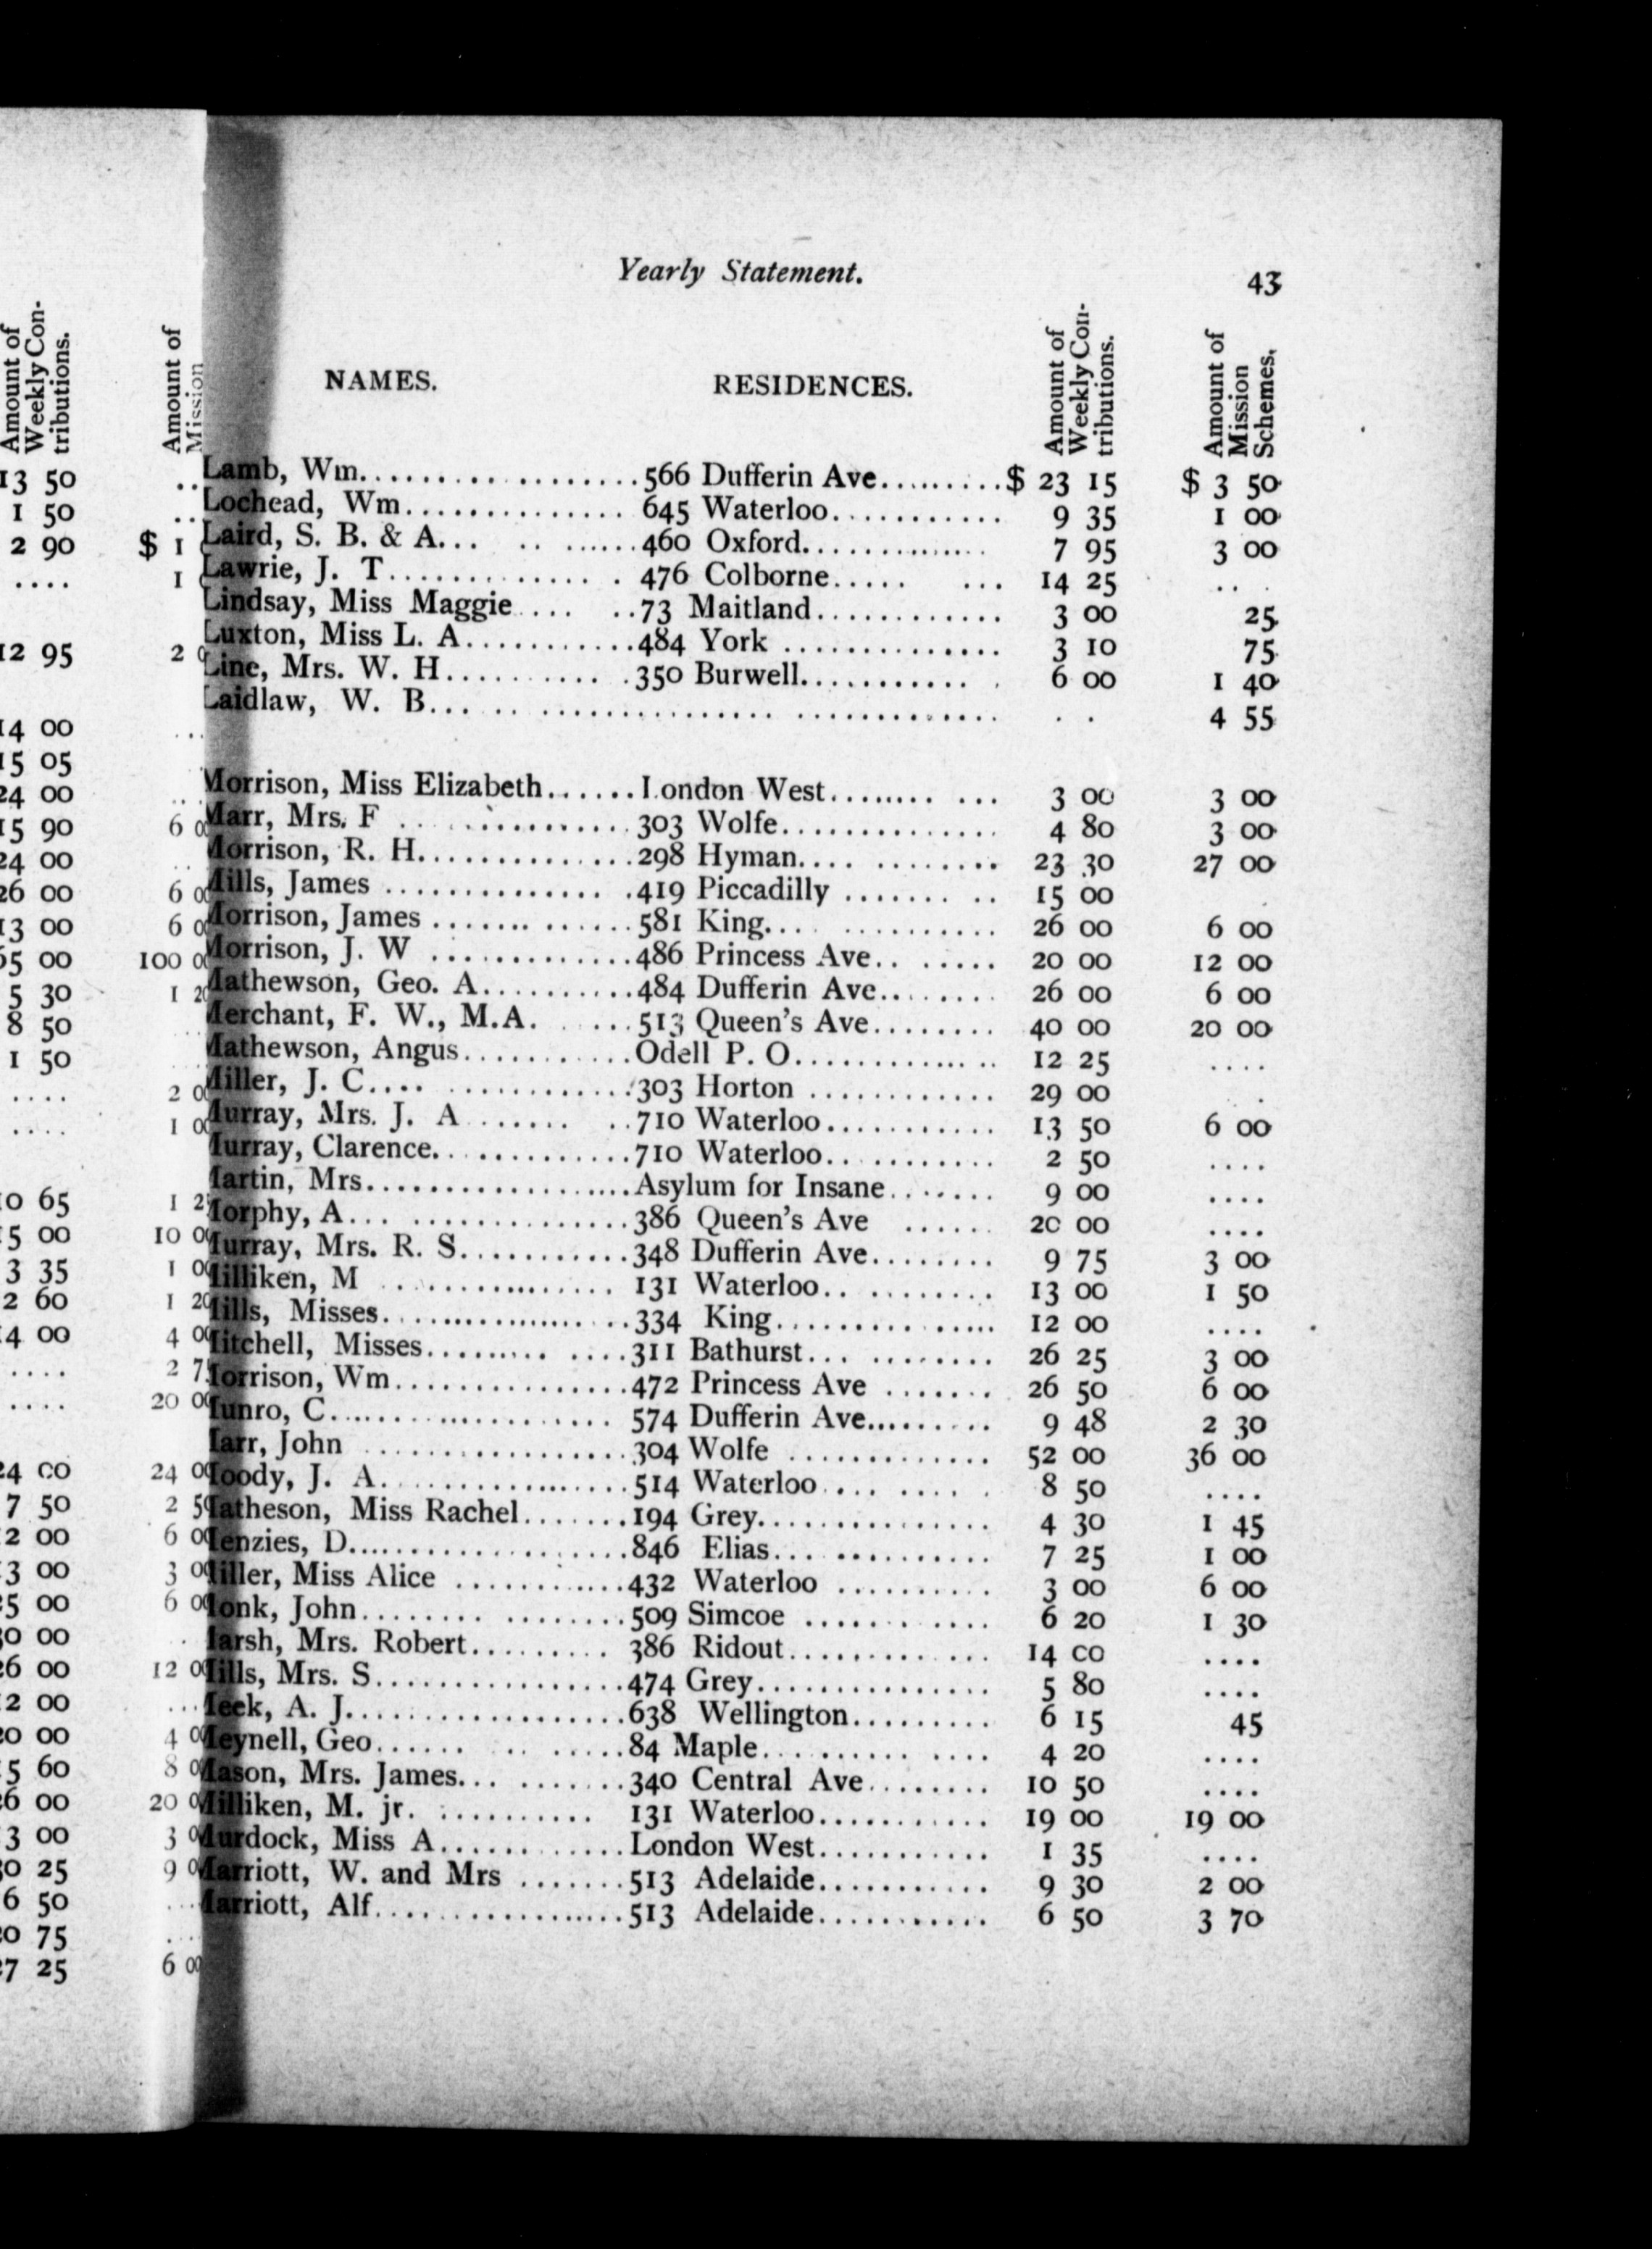 Yearly Statement.
43
NAMES.
RESIDENCES.
Amount of Weekly Con-tributions.
Amount of Mission Schemes.
Lamb, Wm..................566 Dufferin Ave.........$ 23 15 $ 3 50
Lochead, Wm............... 645 Waterloo........... 9 35 1 00
Laird, S. B. & A... .. ......460 Oxford.............. 7 95 3 00
Lawrie, J. T.............. . 476 Colborne..... ... 14 25 .. .
Lindsay, Miss Maggie.... ..73 Maitland............ 3 00 25
Luxton, Miss L. A...........484 York .............. 3 10 75
Line, Mrs. W. H.......... .350 Burwell........... . 6 00 1 40
Laidlaw, W. B... .. .................. ............. . . 4 55
Morrison, Miss Elizabeth......London West........ ... 3 00 3 00
Marr, Mrs. F ...............303 Wolfe.............. 4 80 3 00
Morrison, R. H..............298 Hyman.... ........ 23 30 27 00
Mills, James ............... .419 Piccadilly ....... .. 15 00
Morrison, James ....... ......581 King... ........... 26 00 6 00
Morrison, J. W .............486 Princess Ave.. ...... 20 00 12 00
Mathewson, Geo. A..........484 Dufferin Ave........ 26 00 6 00
Merchant, F. W., M.A. ......513 Queen's Ave........ 40 00 20 00
Mathewson, Angus...........Odell P. O............. 12 25 ....
Miller, J. C.... ............303 Horton ............ 29 00 .
Murray, Mrs. J. A....... ..710 Waterloo........... 13 50 6 00
Murray, Clarence.............710 Waterloo........... 2 50 ....
Martin, Mrs..................Asylum for Insane....... 9 00 ....
Morphy, A... ...............386 Queen's Ave ...... 20 00 ....
Murray, Mrs. R. S...........348 Dufferin Ave........ 9 75 3 00
Milliken, M ............... 131 Waterloo.. ......... 13 00 1 50
Mills, Misses..................334 King............... 12 00 ....
Mitchell, Misses......... ....311 Bathurst... ........ 26 25 3 00
Morrison, Wm...............472 Princess Ave ....... 26 50 6 00
Munro, C................... 574 Dufferin Ave......... 9 48 2 30
Marr, John .................304 Wolfe ............. 52 00 36 00
Moody, J. A.................514 Waterloo.... .... . 8 50 ....
Matheson, Miss Rachel.......194 Grey............... 4 30 1 45
Menzies, D...................846 Elias... ........... 7 25 1 00
Miller, Miss Alice ...........432 Waterloo .......... 3 00 6 00
Monk, John........ ........509 Simcoe ............ 6 20 1 30
Marsh, Mrs. Robert......... 386 Ridout............. 14 00 ....
Mills, Mrs. S................474 Grey............... 5 80 ....
Meek, A. J...................638 Wellington......... 6 15 45
Meynell, Geo...... .. .....84 Maple......... .... 4 20 ....
Mason, Mrs. James... ........340 Central Ave........ 10 50 ....
Milliken, M. jr. ........... 131 Waterloo........... 19 00 19 00
Murdock, Miss A............London West........... 1 35 ....
Marriott, W. and Mrs .......513 Adelaide........... 9 30 2 00
Marriott, Alf.................513 Adelaide........... 6 50 3 70